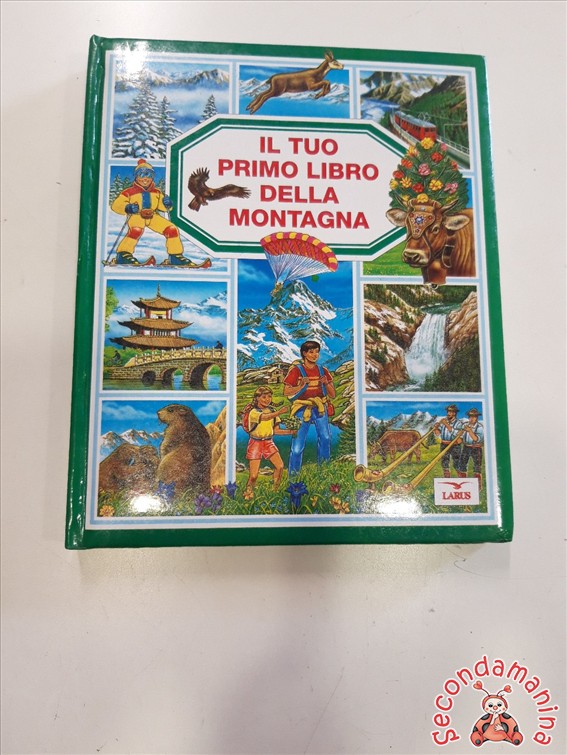 IL TUO
PRIMO LIBRO
DELLA
MONTAGNA
LARUS
Secondamanina